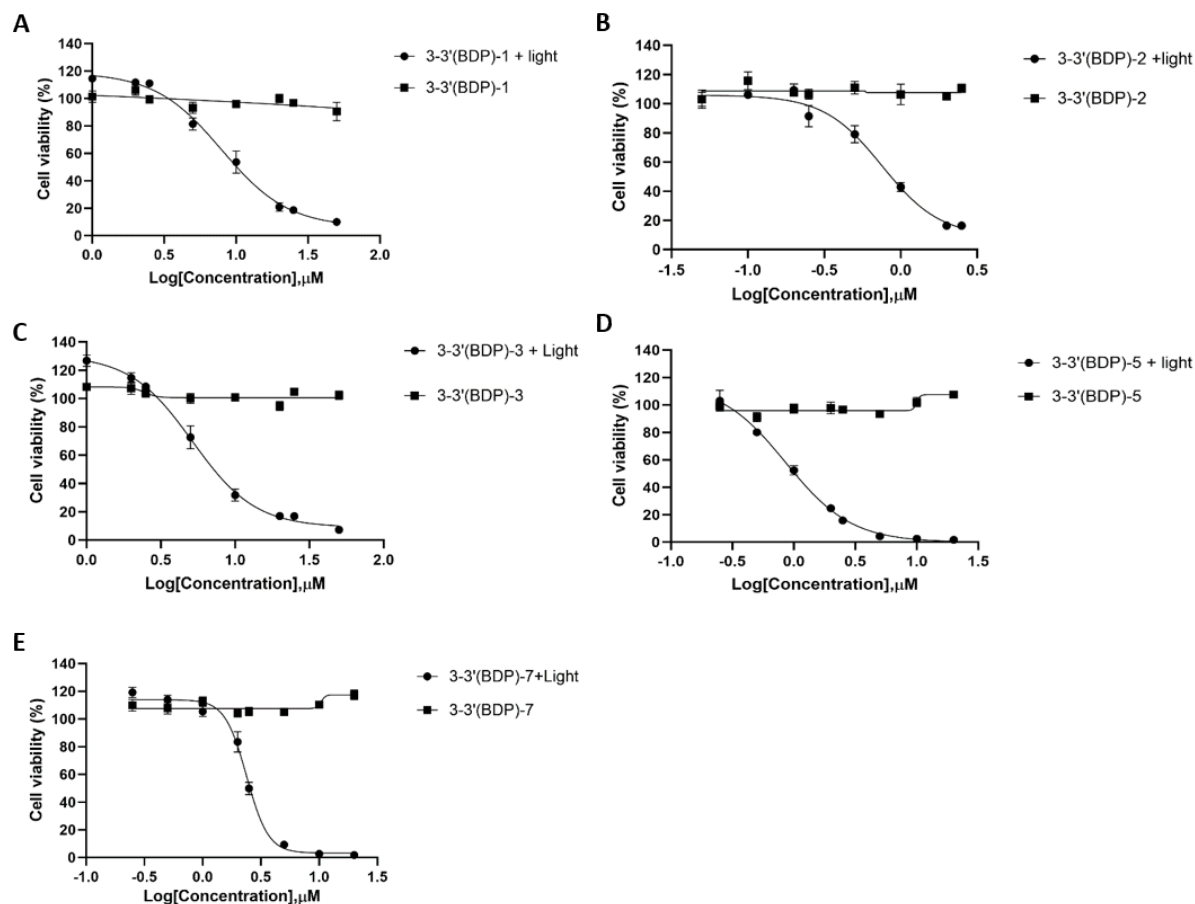 A
140
120
100
80
60
40
20
0
Cell viability (%)
0.0 0.5 1.0 1.5 2.0
Log[Concentration],μM
3-3'(BDP)-1 + light
3-3'(BDP)-1
B
140
120
100
80
60
40
20
0
Cell viability (%)
-1.5 -1.0 -0.5 0.0 0.5
Log[Concentration],μM
3-3'(BDP)-2 +light
3-3'(BDP)-2
C
140
120
100
80
60
40
20
0
Cell viability (%)
0.0 0.5 1.0 1.5 2.0
Log[Concentration],μM
3-3'(BDP)-3 + Light
3-3'(BDP)-3
D
140
120
100
80
60
40
20
0
Cell viability (%)
-1.0 -0.5 0.0 0.5 1.0 1.5
Log[Concentration],μM
3-3'(BDP)-5 + light
3-3'(BDP)-5
E
140
120
100
80
60
40
20
0
Cell viability (%)
-1.0 -0.5 0.0 0.5 1.0 1.5
Log[Concentration],μM
3-3'(BDP)-7+Light
3-3'(BDP)-7